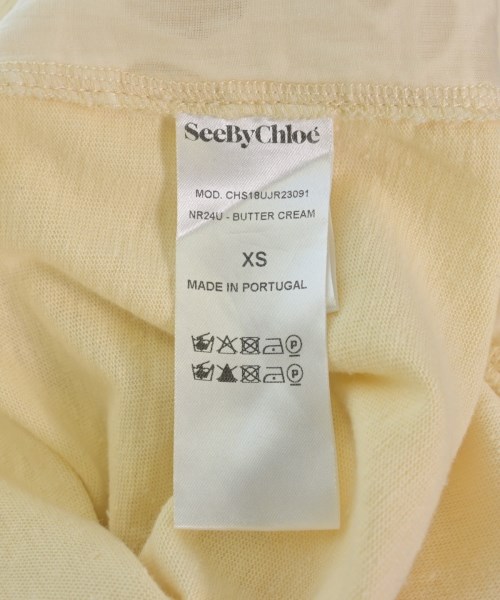 SeeByChloé
MOD. CHS18UJR23091
NR24U - BUTTER CREAM
XS
MADE IN PORTUGAL
P
P